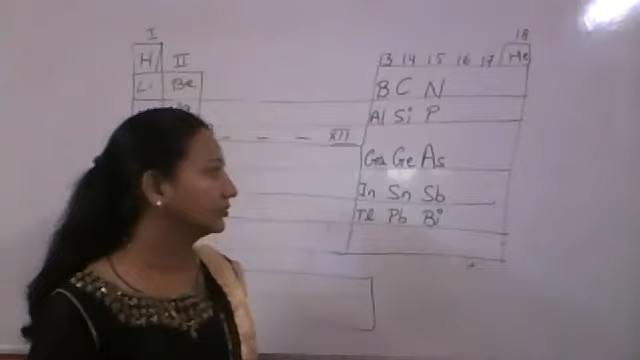 I 18
H II 13 14 15 16 17 He
Li Be B C N
Al Si P
XII
Ga Ge As
In Sn Sb
Tl Pb Bi